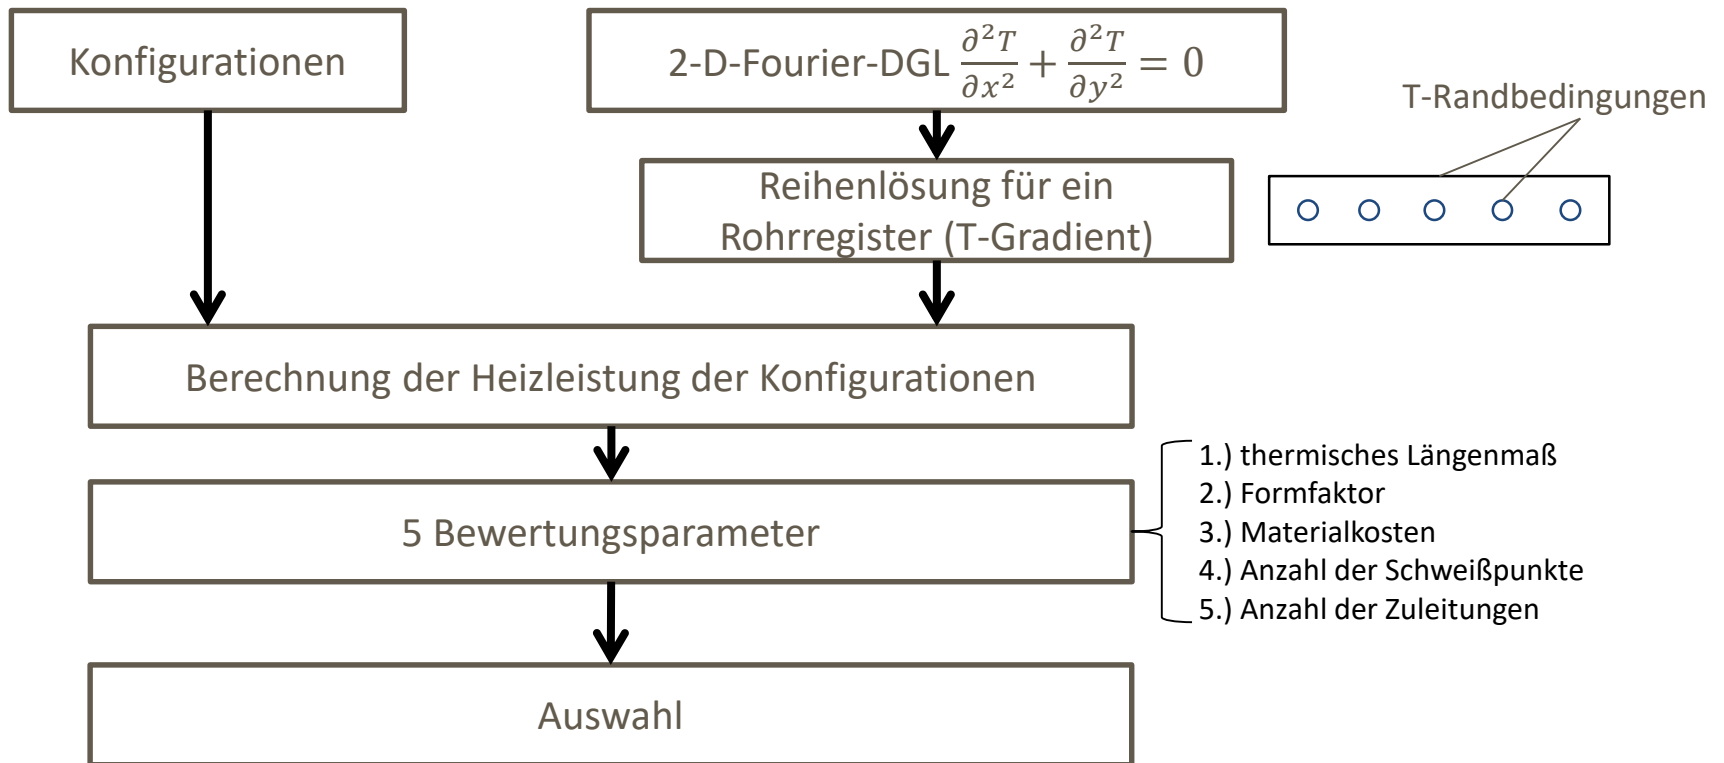 Konfigurationen
2-D-Fourier-DGL ∂²T/∂x² + ∂²T/∂y² = 0
T-Randbedingungen
Reihenlösung für ein
Rohrregister (T-Gradient)
Berechnung der Heizleistung der Konfigurationen
5 Bewertungsparameter
1.) thermisches Längenmaß
2.) Formfaktor
3.) Materialkosten
4.) Anzahl der Schweißpunkte
5.) Anzahl der Zuleitungen
Auswahl